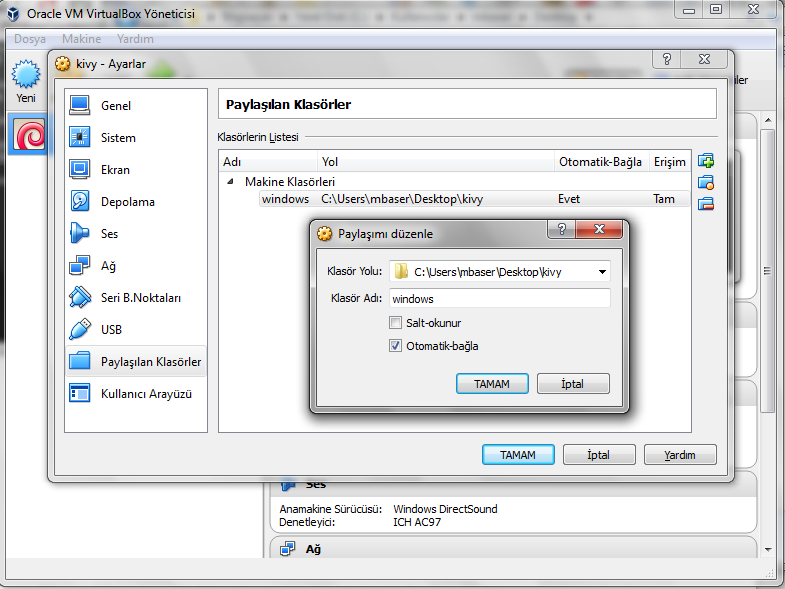 Oracle VM VirtualBox Yöneticisi
Dosya Makine Yardım
Yeni
kivy - Ayarlar
Genel
Sistem
Ekran
Depolama
Ses
Ağ
Seri B.Noktaları
USB
Paylaşılan Klasörler
Kullanıcı Arayüzü
Paylaşılan Klasörler
Klasörlerin Listesi
Adı Yol Otomatik-Bağla Erişim
Makine Klasörleri
windows C:\Users\mbaser\Desktop\kivy Evet Tam
Paylaşımı düzenle
Klasör Yolu: C:\Users\mbaser\Desktop\kivy
Klasör Adı: windows
Salt-okunur
Otomatik-bağla
TAMAM İptal
TAMAM İptal Yardım
Ses
Anamakine Sürücüsü: Windows DirectSound
Denetleyici: ICH AC97
Ağ